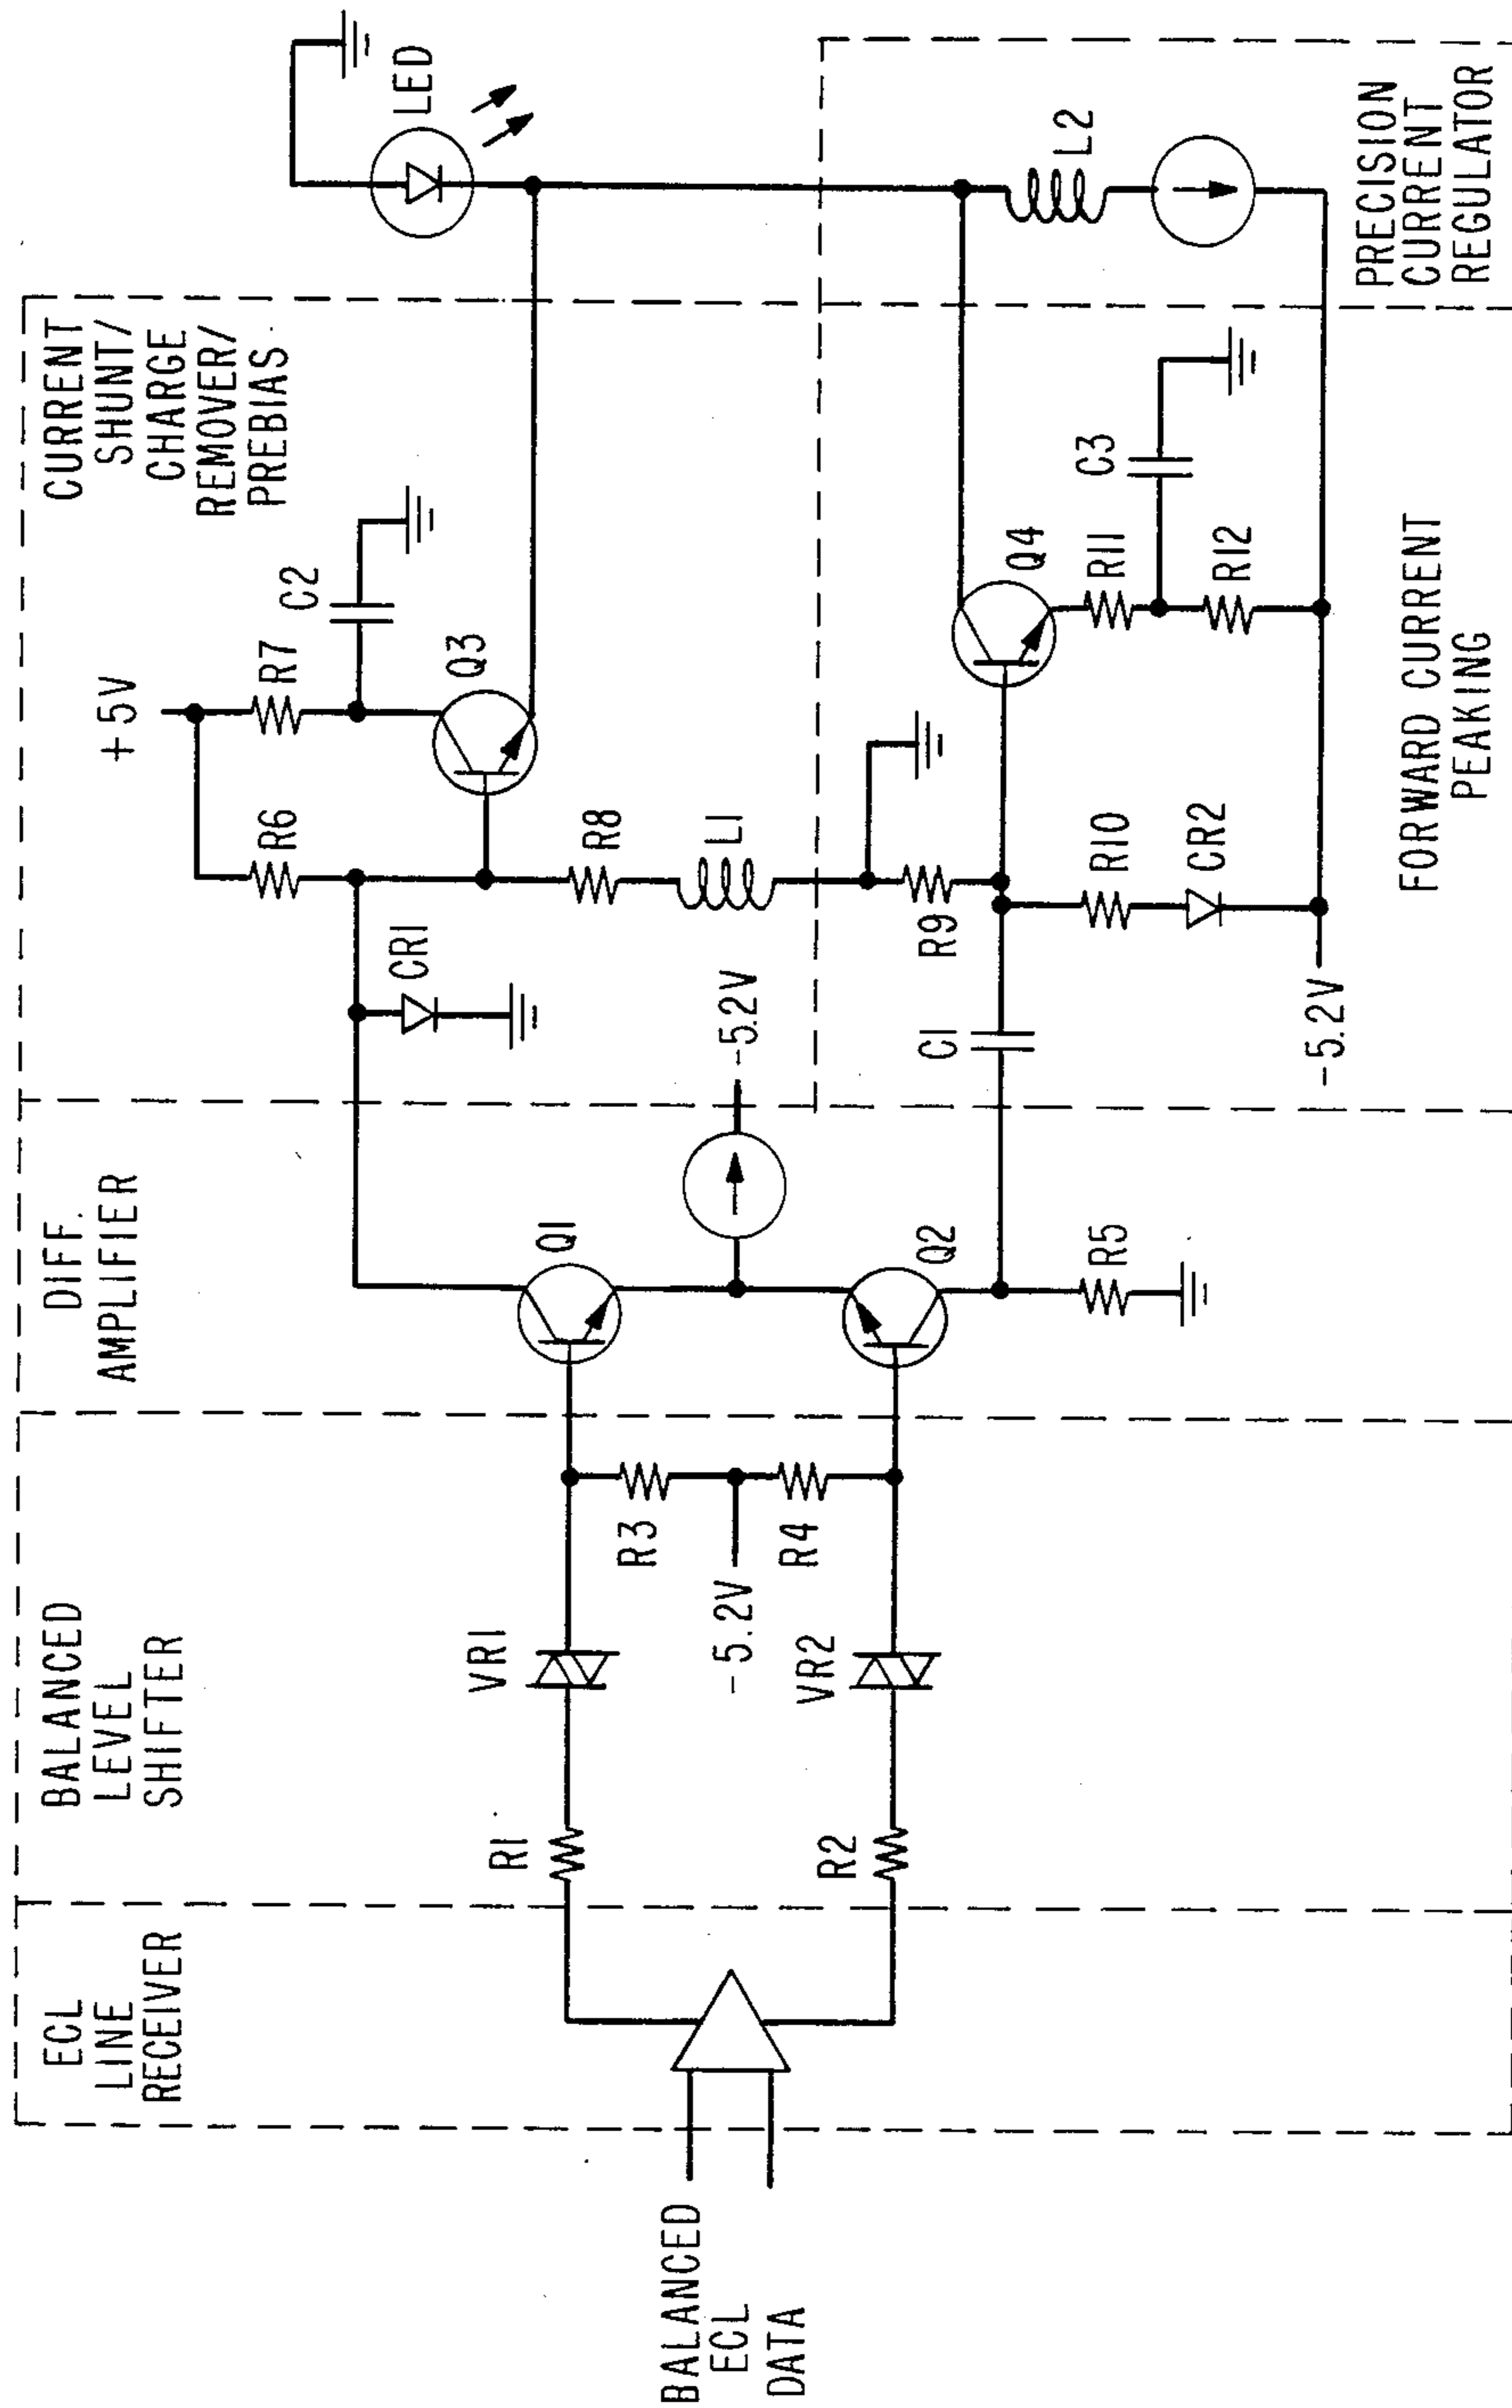 ECL
LINE
RECEIVER
BALANCED
LEVEL
SHIFTER
DIFF.
AMPLIFIER
CURRENT
SHUNT/
CHARGE
REMOVER/
PREBIAS
+5V
R7
C2
R6
Q3
LED
CR1
R8
L1
-5.2V
Q1
VR1
R1
R3
-5.2V
R4
BALANCED
ECL
DATA
VR2
R2
Q2
R5
C1
R9
R10
CR2
Q4
R11
C3
R12
L2
-5.2V
FORWARD CURRENT
PEAKING
PRECISION
CURRENT
REGULATOR